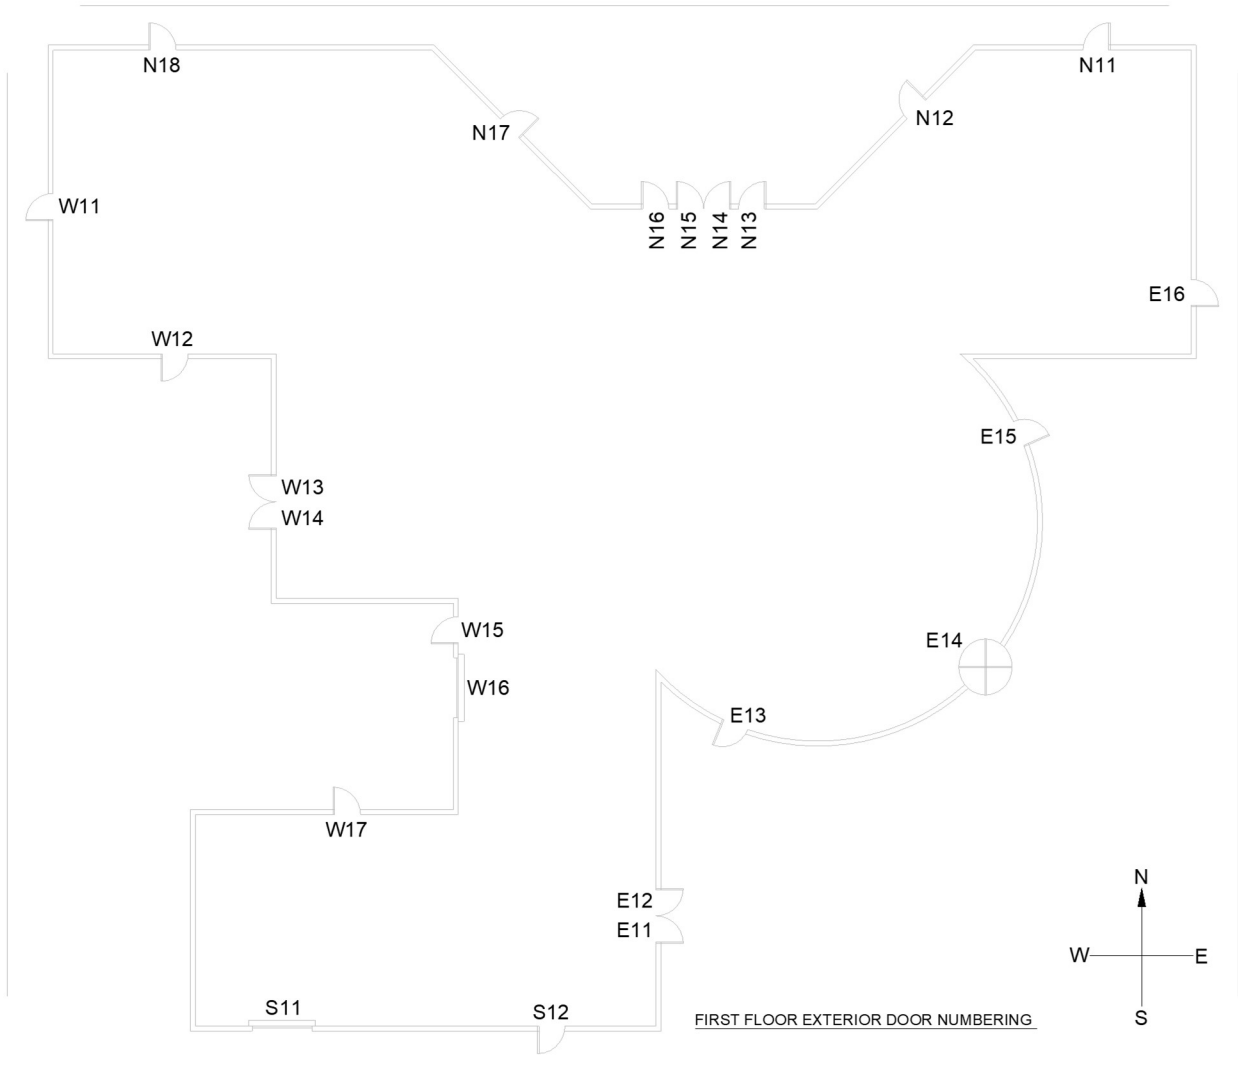 N18
N11
N17
N12
W11
N16
N15
N14
N13
E16
W12
E15
W13
W14
W15
E14
W16
E13
W17
N
E12
E11
W
E
S11
S12
FIRST FLOOR EXTERIOR DOOR NUMBERING
S